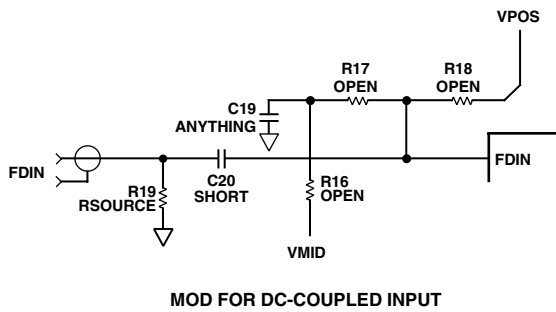 VPOS
R17
OPEN
R18
OPEN
C19
ANYTHING
FDIN
R19
RSOURCE
C20
SHORT
R16
OPEN
FDIN
VMID
MOD FOR DC-COUPLED INPUT